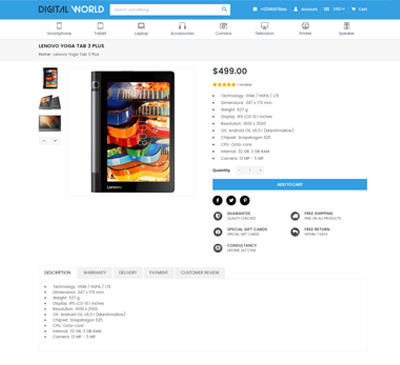 DIGITAL WORLD
Search something
USD
Cart
Smartphone Tablet Laptop Accessories Camera Television Printer Speaker
LENOVO YOGA TAB 3 PLUS
Home Lenovo Yoga Tab 3 Plus
$499.00
1 review
Technology: GSM / HSPA / LTE
Dimensions: 247 x 179 mm
Weight: 637 g
Display: IPS LCD 10.1 inches
Resolution: 1600 x 2560
OS: Android OS, v6.0.1 (Marshmallow)
Chipset: Snapdragon 625
CPU: Octa-core
Internal: 32 GB, 3 GB RAM
Camera: 13 MP - 5 MP
Quantity - 1 +
ADD TO CART
Lenovo
GUARANTEE
QUALITY CHECKED
FREE SHIPPING
FREE ON ALL PRODUCTS
SPECIAL GIFT CARDS
SPECIAL GIFT CARDS
FREE RETURN
WITHIN 7 DAYS
CONSULTANCY
LIFETIME 24/7/356
DESCRIPTION WARRANTY DELIVERY PAYMENT CUSTOMER REVIEW
Technology: GSM / HSPA / LTE
Dimensions: 247 x 179 mm
Weight: 637 g
Display: IPS LCD 10.1 inches
Resolution: 1600 x 2560
OS: Android OS, v6.0.1 (Marshmallow)
Chipset: Snapdragon 625
CPU: Octa-core
Internal: 32 GB, 3 GB RAM
Camera: 13 MP - 5 MP